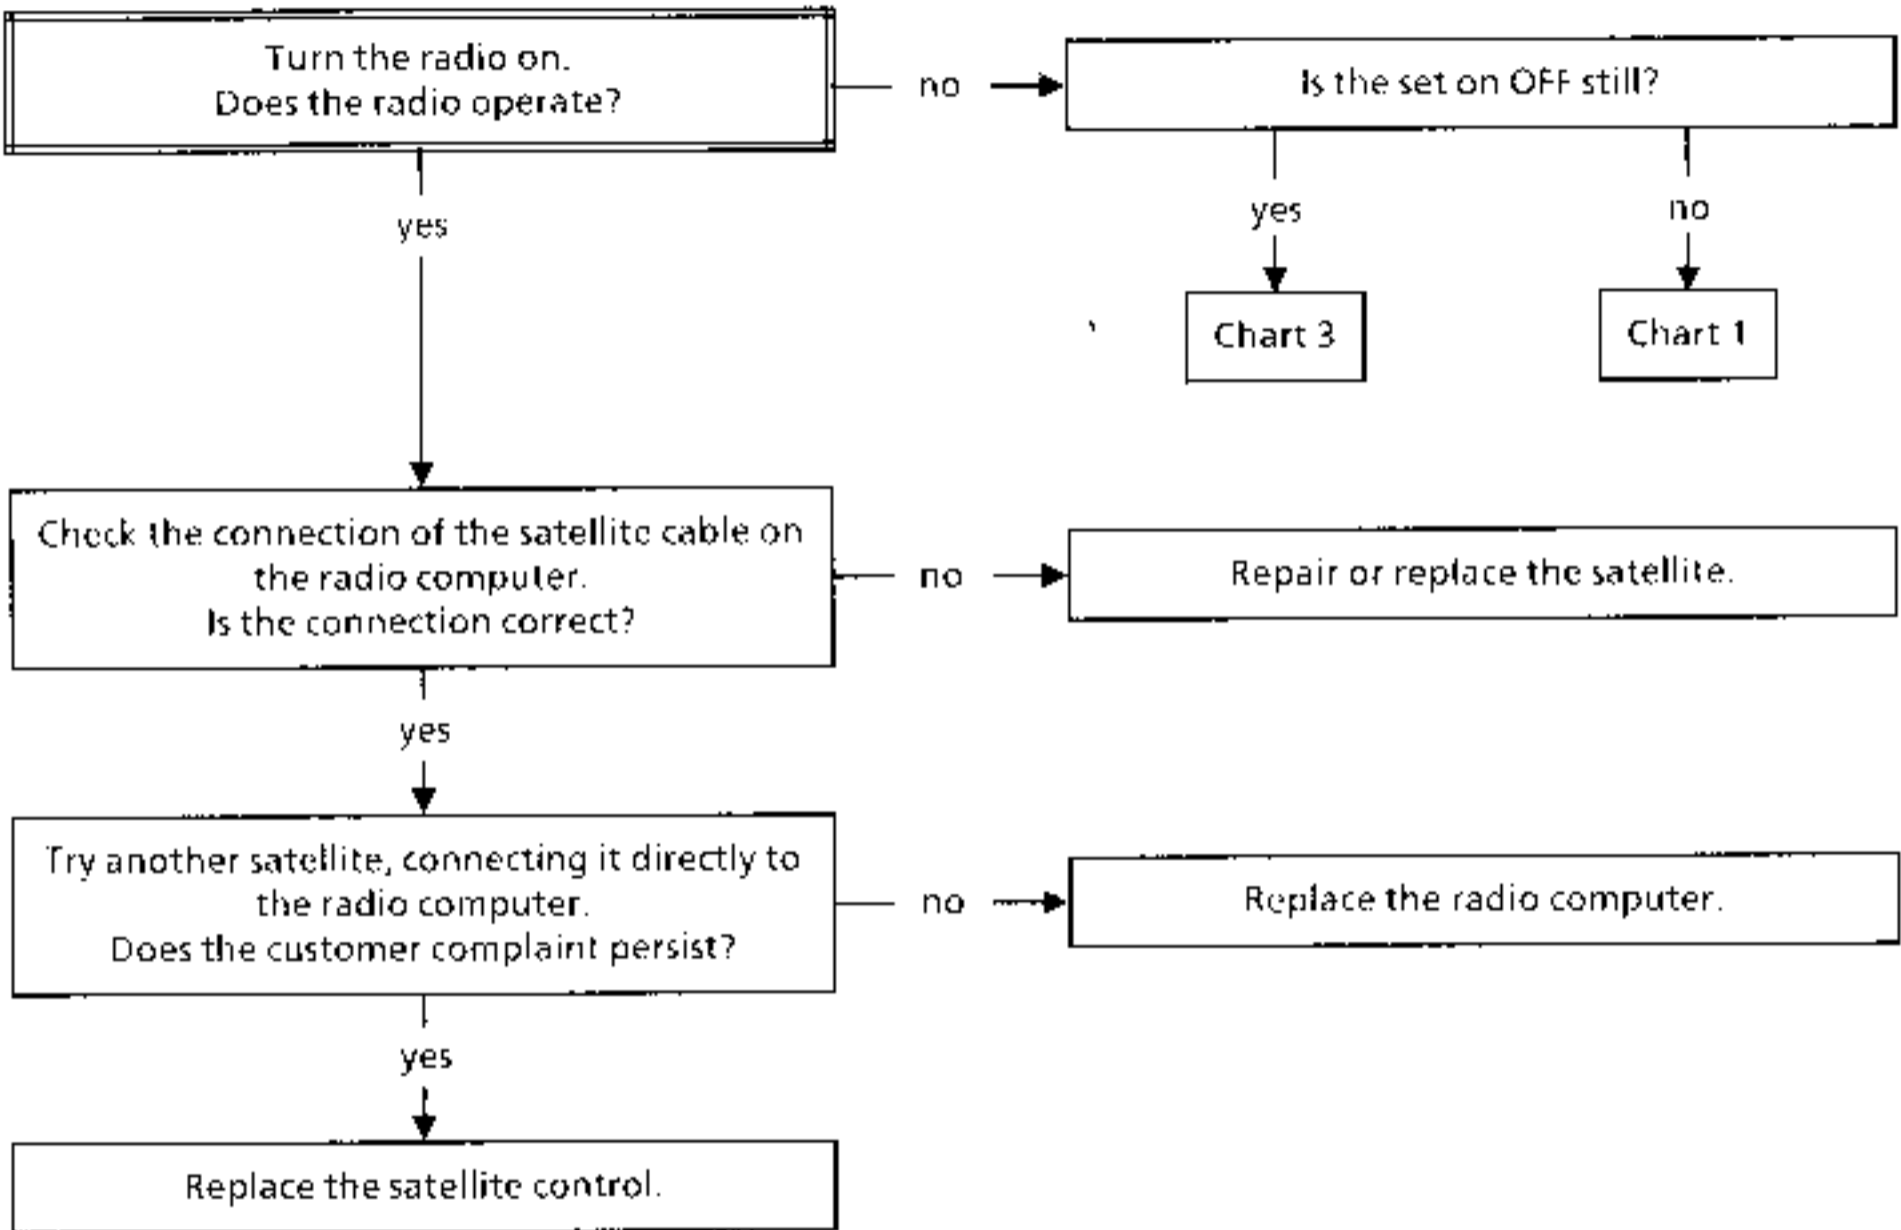 Turn the radio on.
Does the radio operate?
no
Is the set on OFF still?
yes
yes
no
Chart 3
Chart 1
Check the connection of the satellite cable on
the radio computer.
Is the connection correct?
no
Repair or replace the satellite.
yes
Try another satellite, connecting it directly to
the radio computer.
Does the customer complaint persist?
no
Replace the radio computer.
yes
Replace the satellite control.